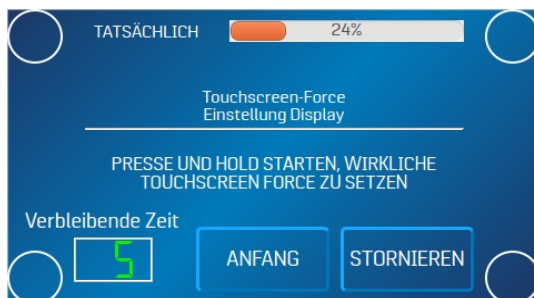 TATSÄCHLICH 24%
Touchscreen-Force
Einstellung Display
PRESSE UND HOLD STARTEN, WIRKLICHE
TOUCHSCREEN FORCE ZU SETZEN
Verbleibende Zeit
5
ANFANG STORNIEREN